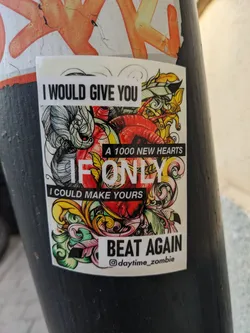 I WOULD GIVE YOU
A 1000 NEW HEARTS
IF ONLY
I COULD MAKE YOURS
BEAT AGAIN
@daytime_zombie